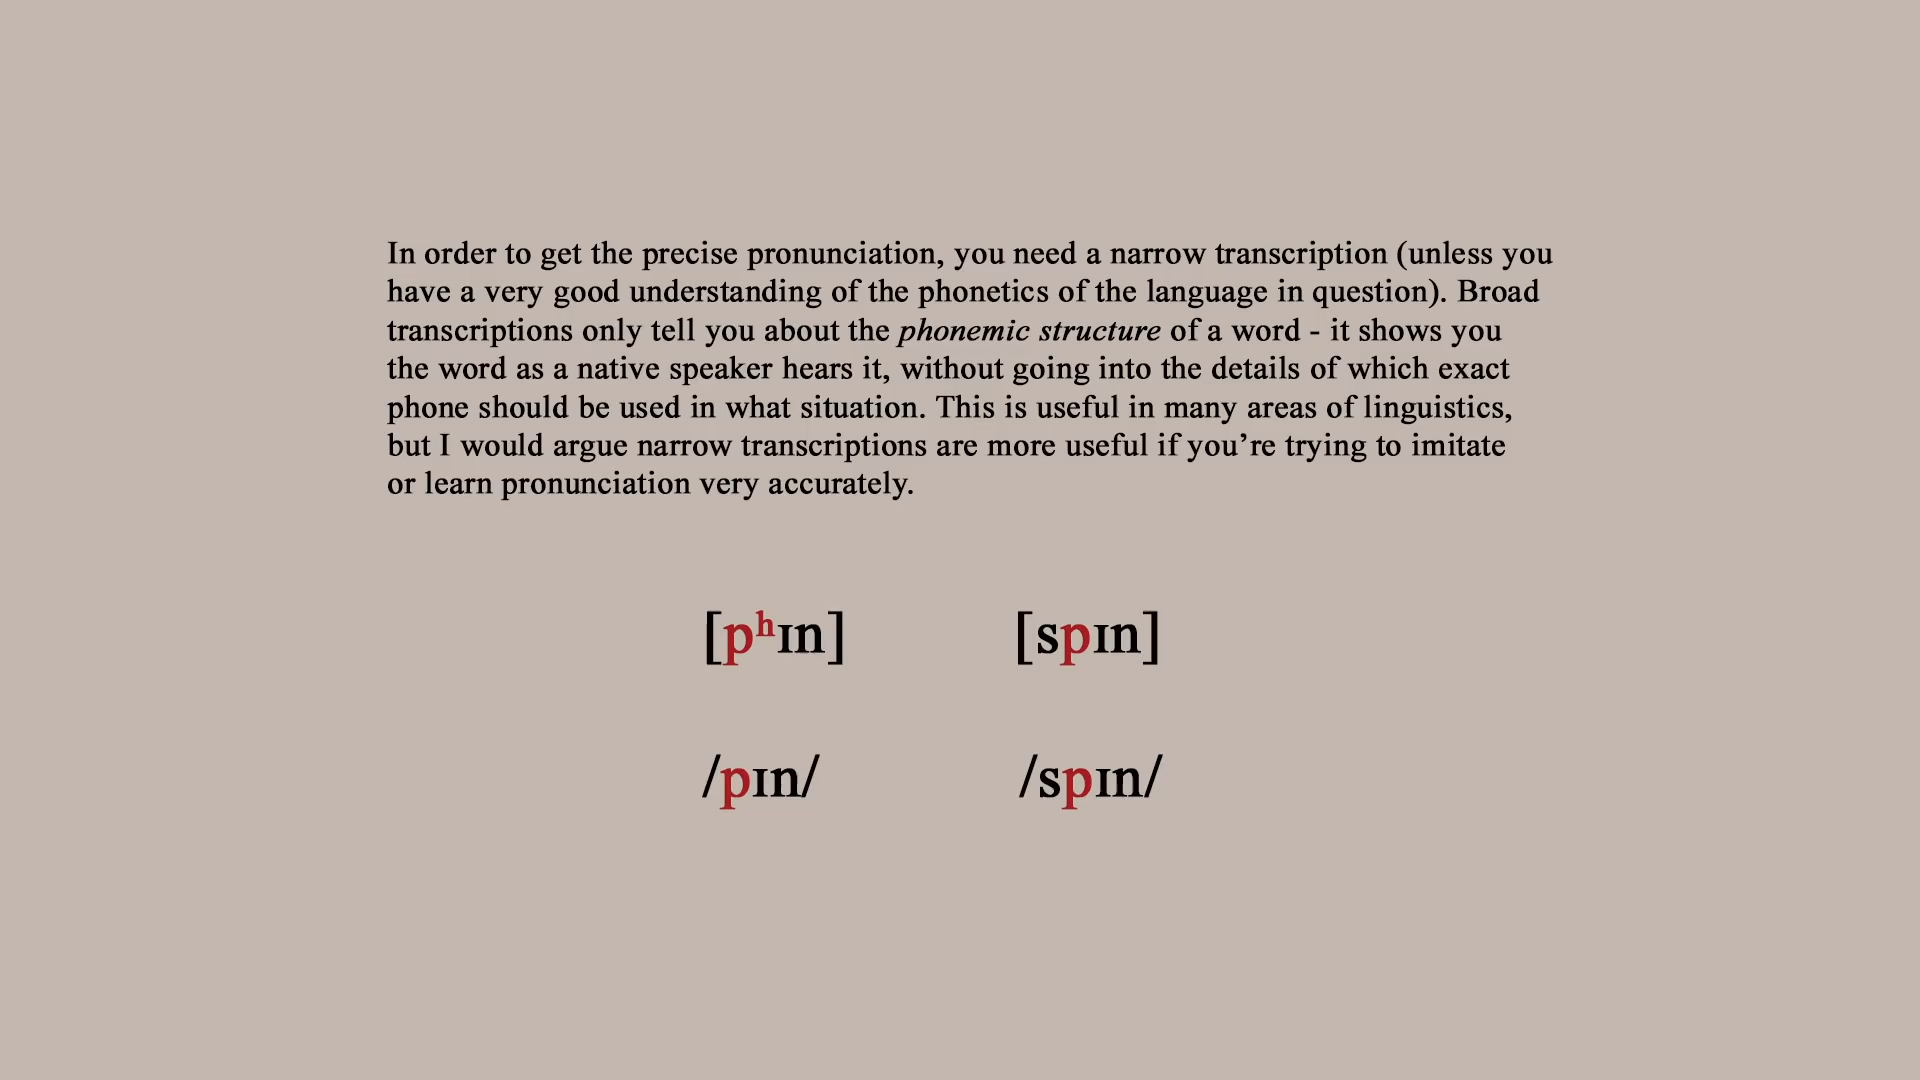 In order to get the precise pronunciation, you need a narrow transcription (unless you
have a very good understanding of the phonetics of the language in question). Broad
transcriptions only tell you about the phonemic structure of a word - it shows you
the word as a native speaker hears it, without going into the details of which exact
phone should be used in what situation. This is useful in many areas of linguistics,
but I would argue narrow transcriptions are more useful if you’re trying to imitate
or learn pronunciation very accurately.
[pʰɪn] [spɪn]
/pɪn/ /spɪn/